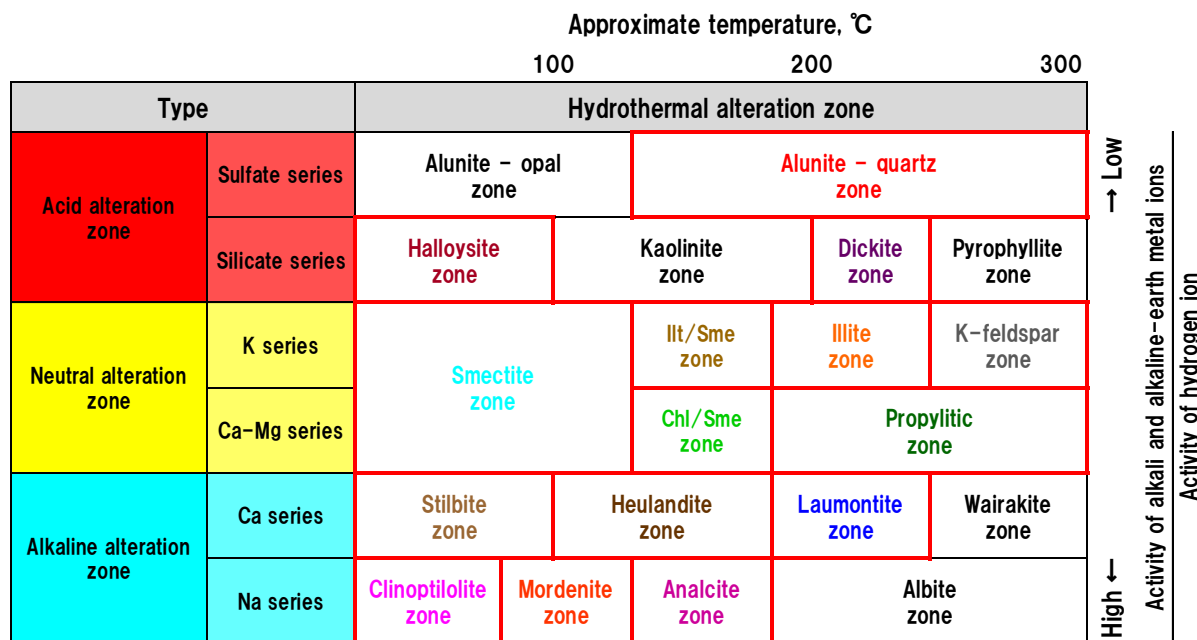 Approximate temperature, ℃
100 200 300
Type Hydrothermal alteration zone
Acid alteration
zone
Sulfate series
Alunite – opal
zone
Alunite – quartz
zone
Silicate series
Halloysite
zone
Kaolinite
zone
Dickite
zone
Pyrophyllite
zone
Neutral alteration
zone
K series
Smectite
zone
Ilt/Sme
zone
Illite
zone
K-feldspar
zone
Ca-Mg series
Chl/Sme
zone
Propylitic
zone
Alkaline alteration
zone
Ca series
Stilbite
zone
Heulandite
zone
Laumontite
zone
Wairakite
zone
Na series
Clinoptilolite
zone
Mordenite
zone
Analcite
zone
Albite
zone
→ Low
High ←
Activity of alkali and alkaline-earth metal ions
Activity of hydrogen ion